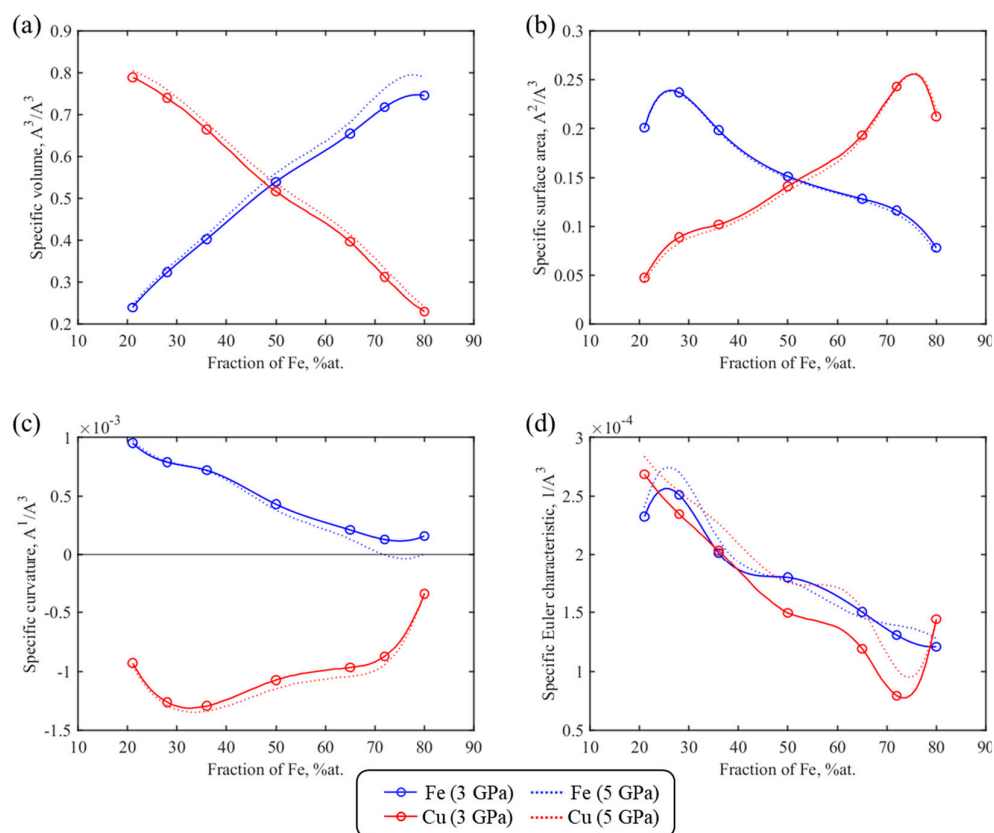 (a)
0.9
0.8
0.7
0.6
0.5
0.4
0.3
0.2
Specific volume, Λ³/Λ³
10 20 30 40 50 60 70 80 90
Fraction of Fe, %at.
(b)
0.3
0.25
0.2
0.15
0.1
0.05
0
Specific surface area, Λ²/Λ³
10 20 30 40 50 60 70 80 90
Fraction of Fe, %at.
(c)
×10⁻³
1
0.5
0
-0.5
-1
-1.5
Specific curvature, Λ¹/Λ³
10 20 30 40 50 60 70 80 90
Fraction of Fe, %at.
(d)
×10⁻⁴
3
2.5
2
1.5
1
0.5
Specific Euler characteristic, 1/Λ³
10 20 30 40 50 60 70 80 90
Fraction of Fe, %at.
Fe (3 GPa) Fe (5 GPa)
Cu (3 GPa) Cu (5 GPa)